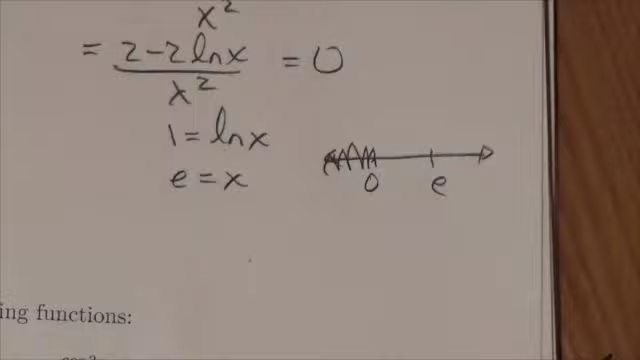 x²
= 2 - 2 ln x / x² = 0
1 = ln x
e = x
0 e
ing functions: